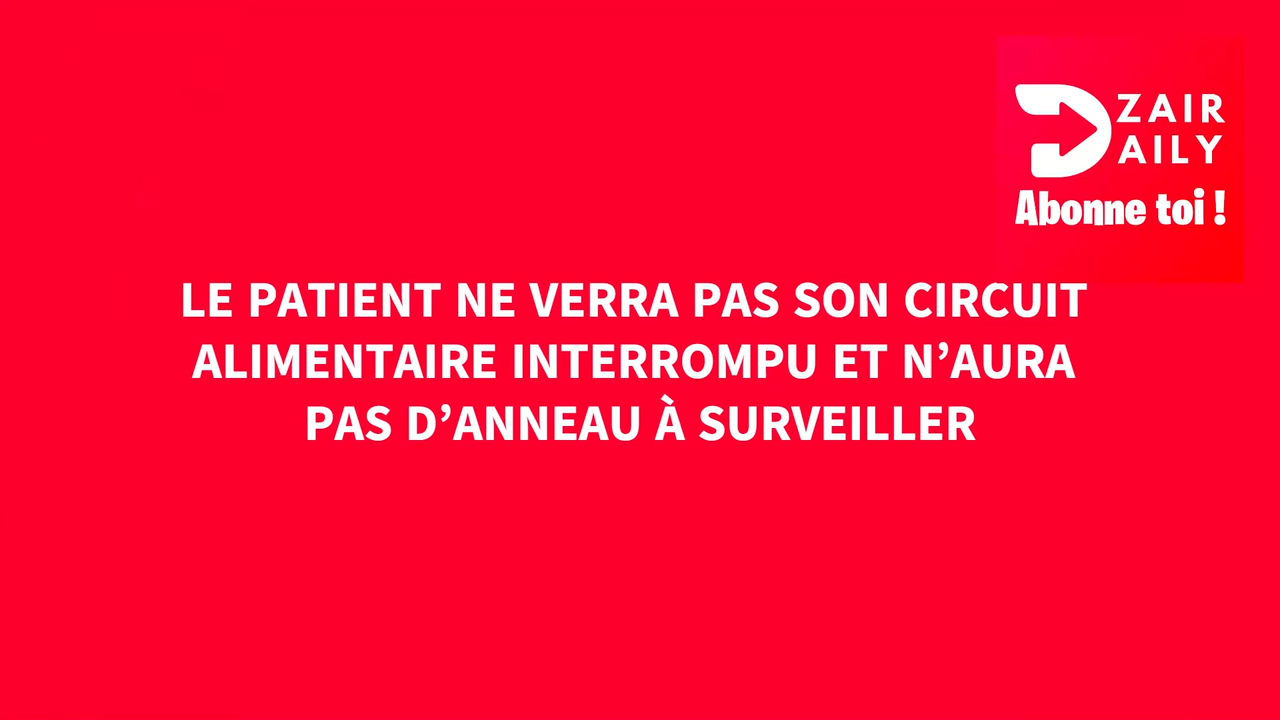 ZAIR
AILY
Abonne toi !
LE PATIENT NE VERRA PAS SON CIRCUIT
ALIMENTAIRE INTERROMPU ET N’AURA
PAS D’ANNEAU À SURVEILLER